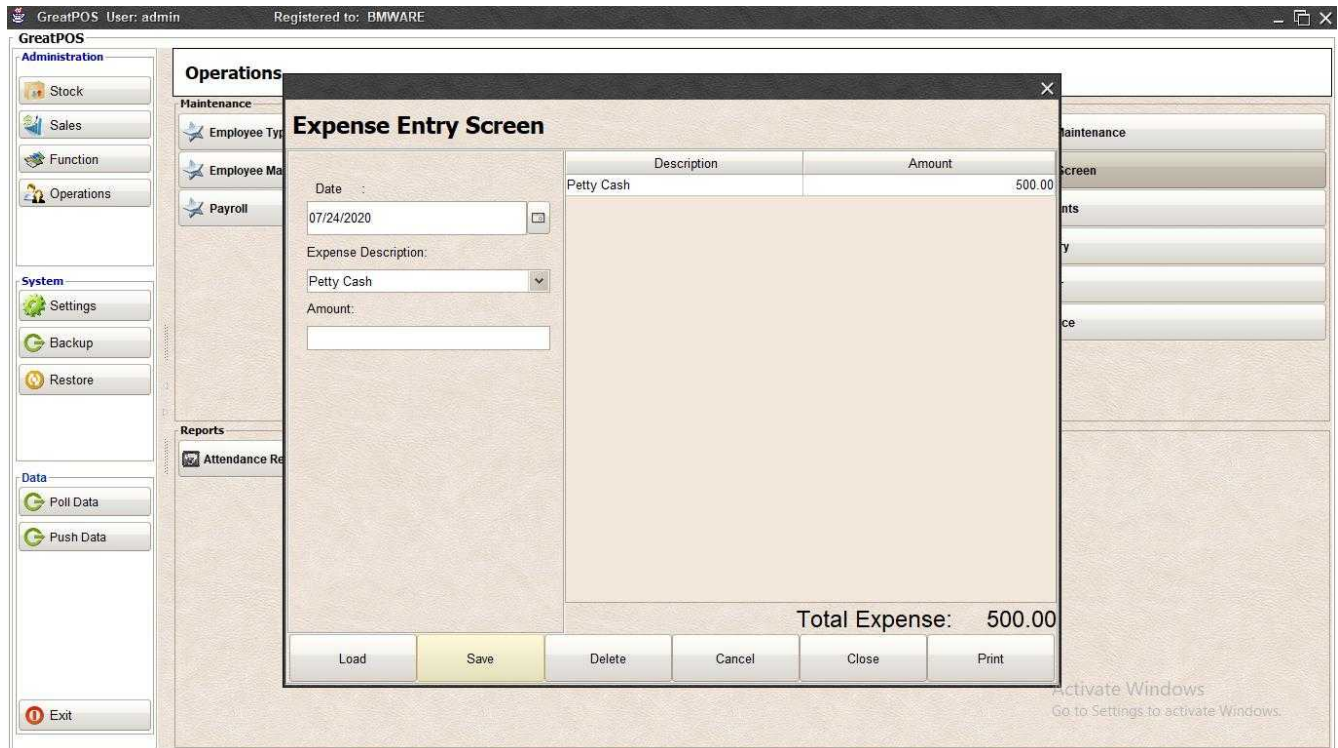 GreatPOS User: admin Registered to: BMWARE
GreatPOS
Administration
Stock
Sales
Function
Operations
System
Settings
Backup
Restore
Data
Poll Data
Push Data
Exit
Operations
Maintenance
Employee Typ
Employee Ma
Payroll
Reports
Attendance Re
Expense Entry Screen
Date :
07/24/2020
Expense Description:
Petty Cash
Amount:
Description Amount
Petty Cash 500.00
Total Expense: 500.00
Load Save Delete Cancel Close Print
Maintenance
Screen
nts
y
ce
Activate Windows
Go to Settings to activate Windows.